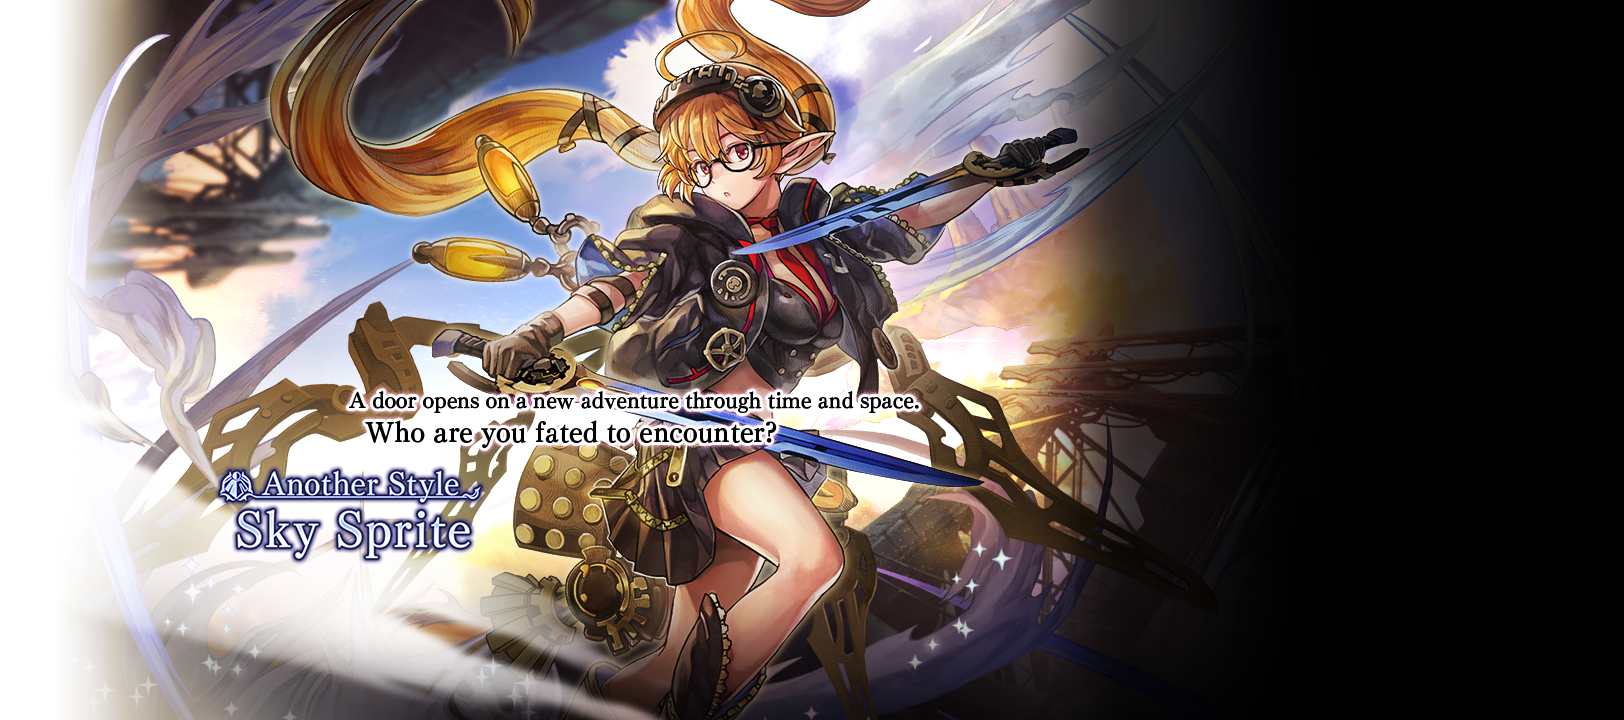 A door opens on a new adventure through time and space.
Who are you fated to encounter?
Another Style
Sky Sprite